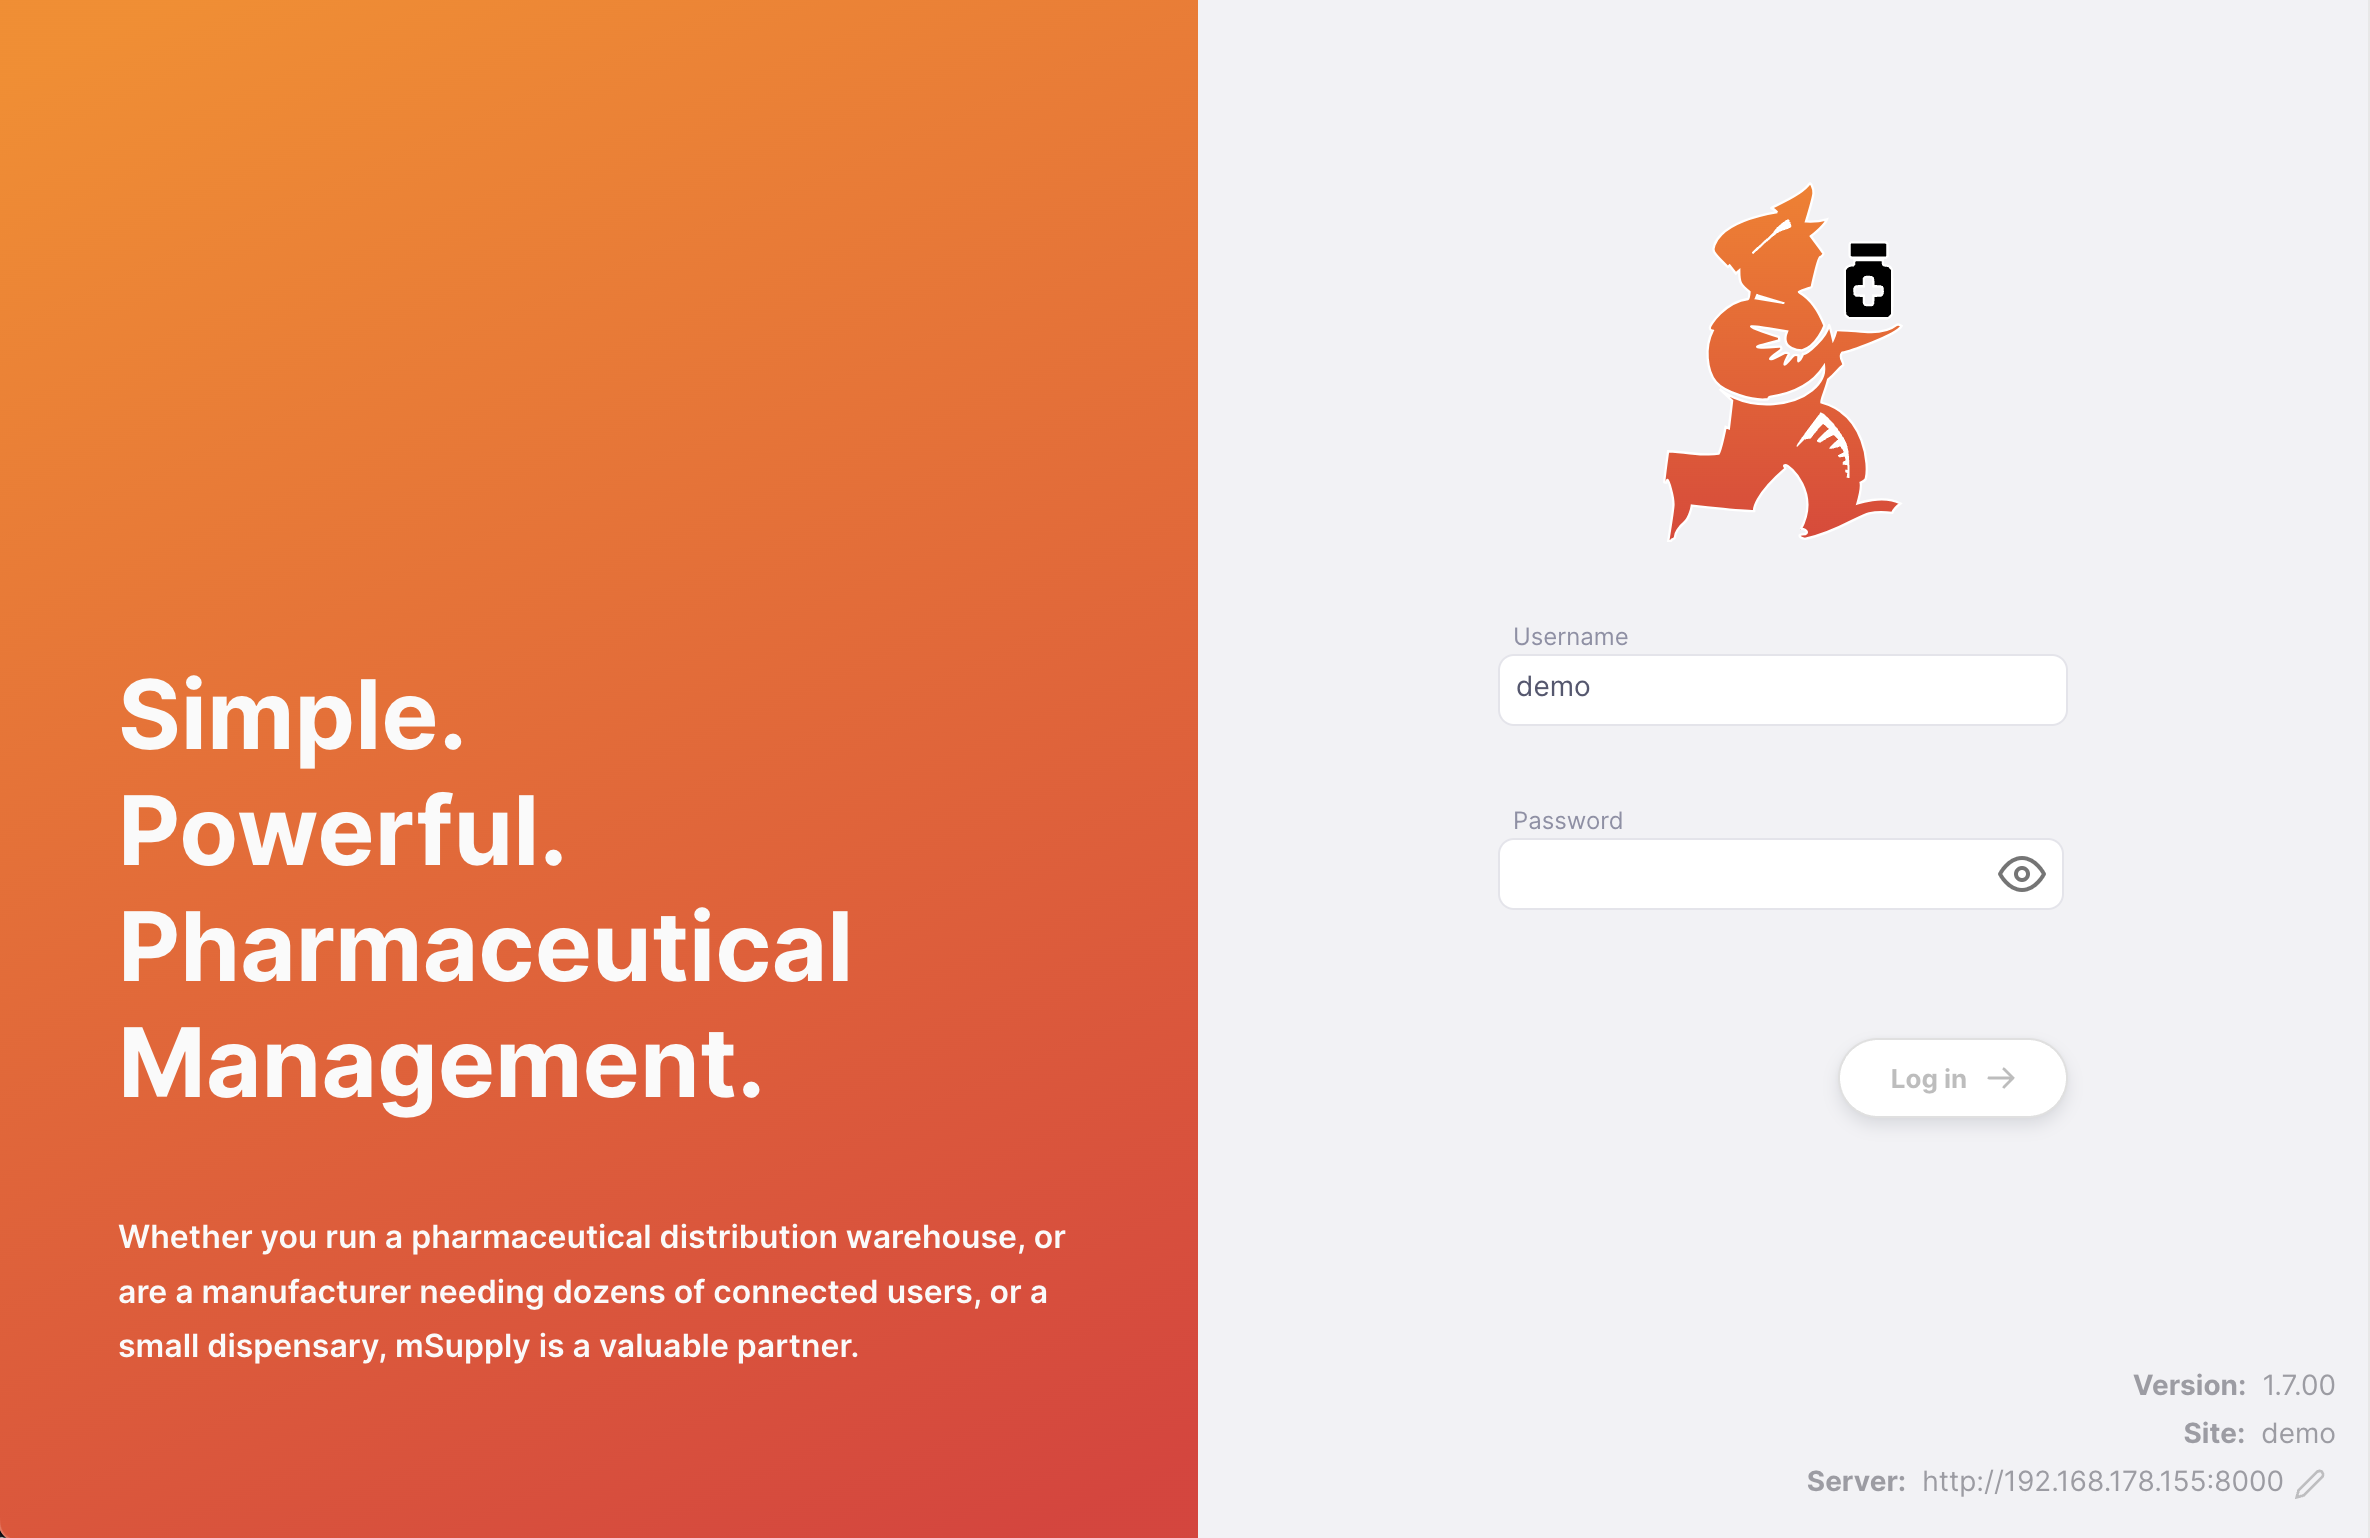 Simple.
Powerful.
Pharmaceutical
Management.
Whether you run a pharmaceutical distribution warehouse, or
are a manufacturer needing dozens of connected users, or a
small dispensary, mSupply is a valuable partner.
Username
demo
Password
Log in
Version: 1.7.00
Site: demo
Server: http://192.168.178.155:8000